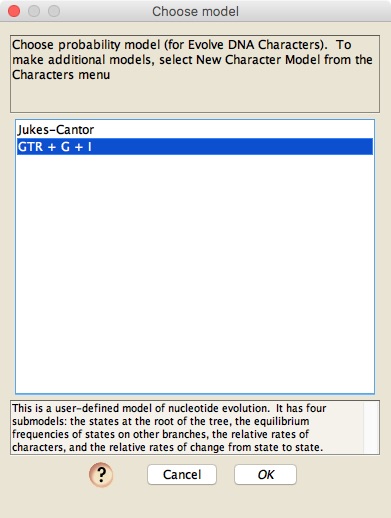 Choose model
Choose probability model (for Evolve DNA Characters).  To
make additional models, select New Character Model from the
Characters menu
Jukes-Cantor
GTR + G + I
This is a user-defined model of nucleotide evolution.  It has four
submodels: the states at the root of the tree, the equilibrium
frequencies of states on other branches, the relative rates of
characters, and the relative rates of change from state to state.
? Cancel OK